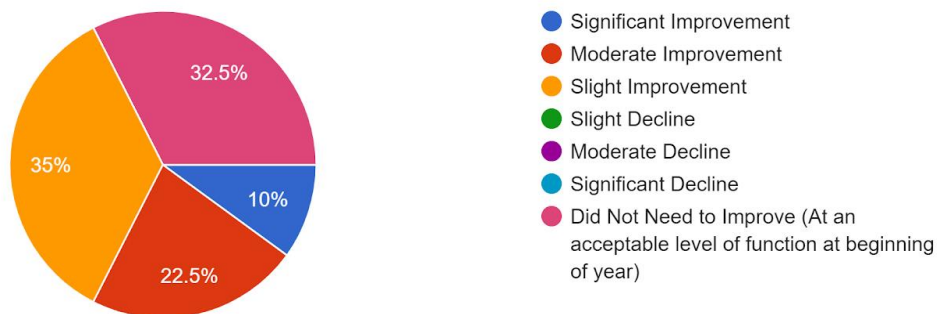 32.5%
35%
10%
22.5%
Significant Improvement
Moderate Improvement
Slight Improvement
Slight Decline
Moderate Decline
Significant Decline
Did Not Need to Improve (At an
acceptable level of function at beginning
of year)